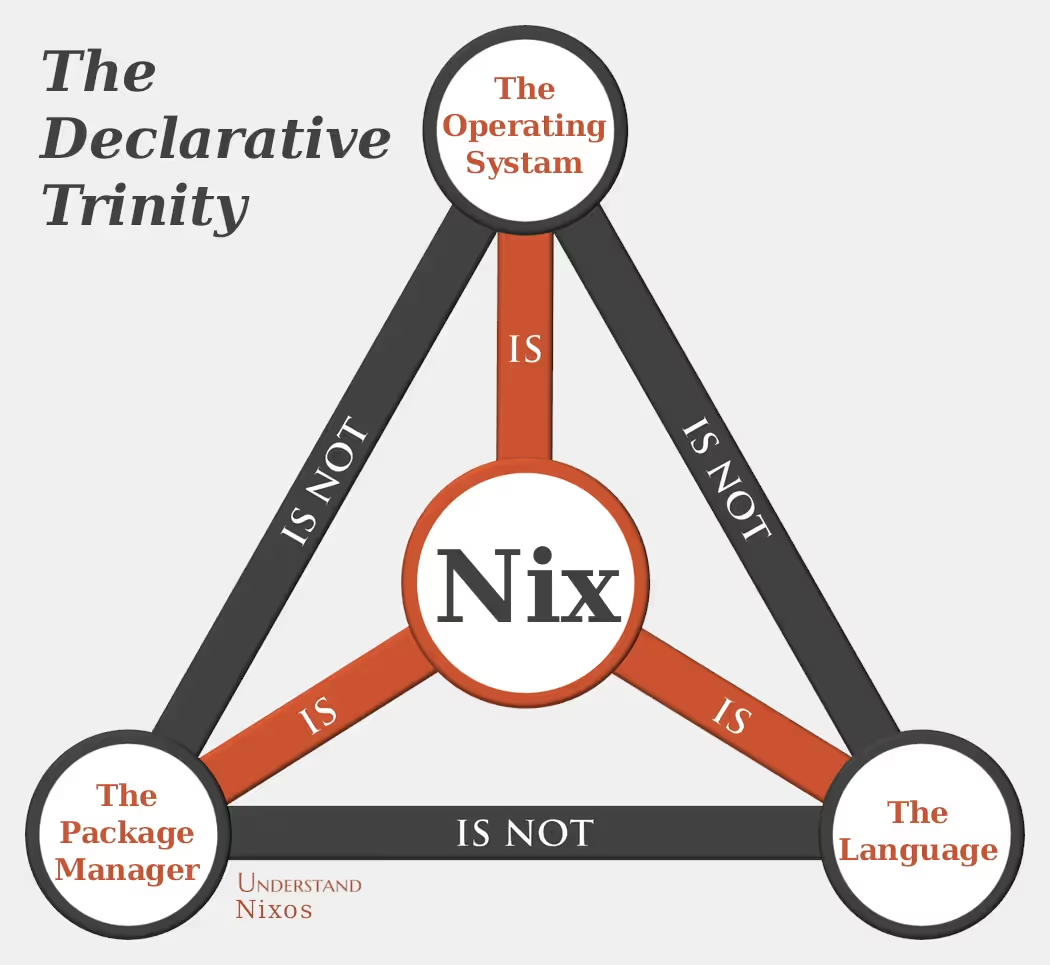 The
Declarative
Trinity
The
Operating
Systam
IS
IS NOT
IS NOT
Nix
IS
IS
The
Package
Manager
IS NOT
The
Language
UNDERSTAND
Nixos